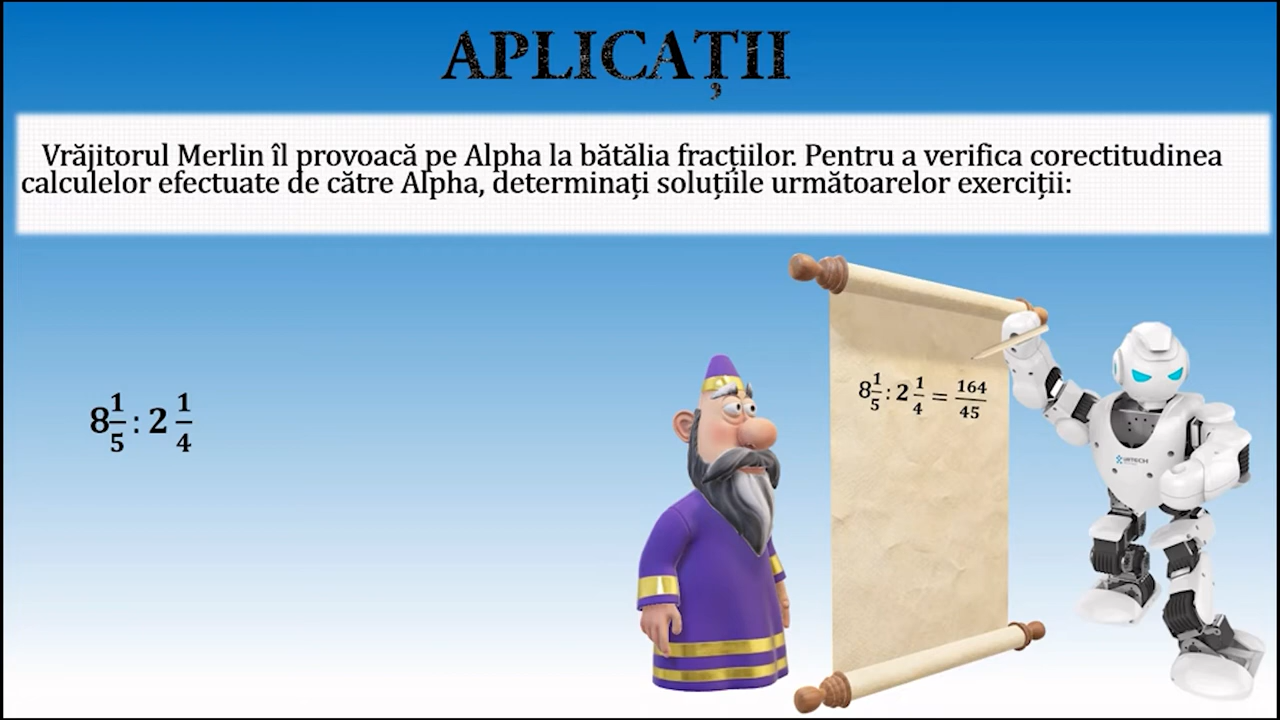 APLICAȚII
Vrăjitorul Merlin îl provoacă pe Alpha la bătălia fracțiilor. Pentru a verifica corectitudinea
calculelor efectuate de către Alpha, determinați soluțiile următoarelor exerciții:
8 1/5 : 2 1/4
8 1/5 : 2 1/4 = 164/45
UBTECH